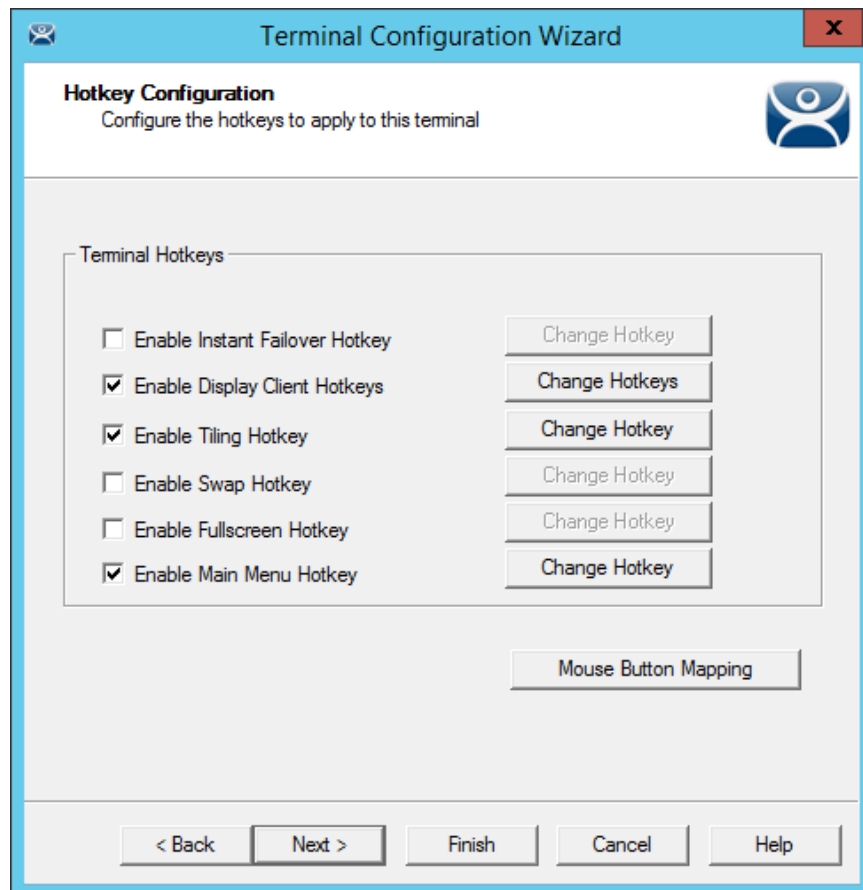 Terminal Configuration Wizard
x
Hotkey Configuration
Configure the hotkeys to apply to this terminal
Terminal Hotkeys
Enable Instant Failover Hotkey Change Hotkey
Enable Display Client Hotkeys Change Hotkeys
Enable Tiling Hotkey Change Hotkey
Enable Swap Hotkey Change Hotkey
Enable Fullscreen Hotkey Change Hotkey
Enable Main Menu Hotkey Change Hotkey
Mouse Button Mapping
< Back Next > Finish Cancel Help